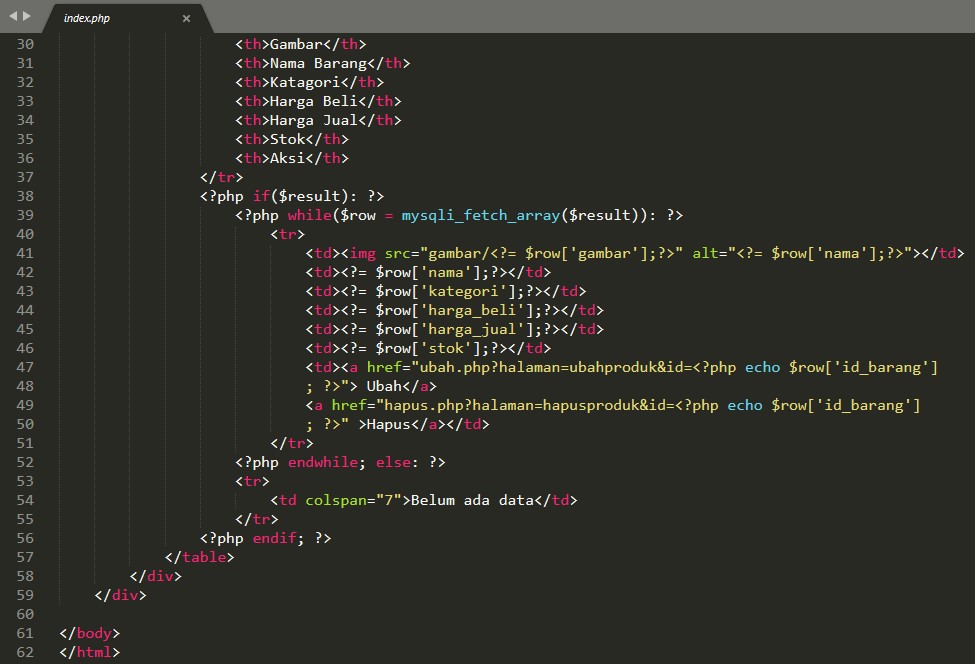 index.php ×
30 <th>Gambar</th>
31 <th>Nama Barang</th>
32 <th>Katagori</th>
33 <th>Harga Beli</th>
34 <th>Harga Jual</th>
35 <th>Stok</th>
36 <th>Aksi</th>
37 </tr>
38 <?php if($result): ?>
39 <?php while($row = mysqli_fetch_array($result)): ?>
40 <tr>
41 <td><img src="gambar/<?= $row['gambar'];?>" alt="<?= $row['nama'];?>"></td>
42 <td><?= $row['nama'];?></td>
43 <td><?= $row['kategori'];?></td>
44 <td><?= $row['harga_beli'];?></td>
45 <td><?= $row['harga_jual'];?></td>
46 <td><?= $row['stok'];?></td>
47 <td><a href="ubah.php?halaman=ubahproduk&id=<?php echo $row['id_barang']
48 ; ?>"> Ubah</a>
49 <a href="hapus.php?halaman=hapusproduk&id=<?php echo $row['id_barang']
50 ; ?>" >Hapus</a></td>
51 </tr>
52 <?php endwhile; else: ?>
53 <tr>
54 <td colspan="7">Belum ada data</td>
55 </tr>
56 <?php endif; ?>
57 </table>
58 </div>
59 </div>
60
61 </body>
62 </html>